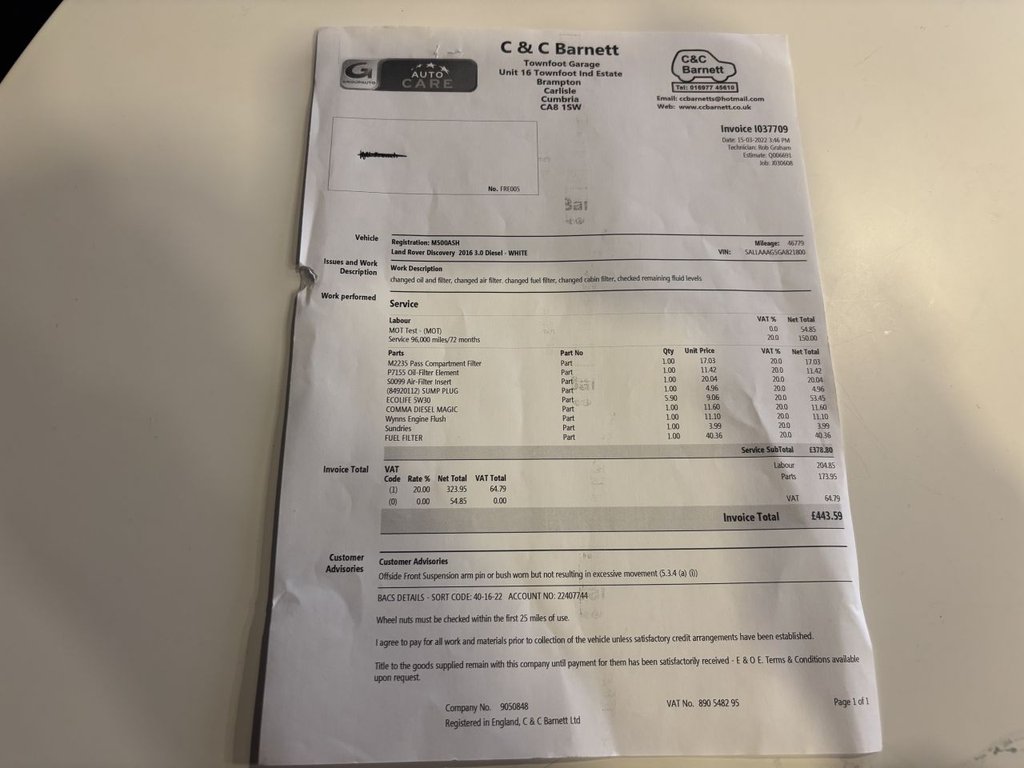 C & C Barnett
Townfoot Garage
Unit 16 Townfoot Ind Estate
Brampton
Carlisle
Cumbria
CA8 1SW
G
GROUPAUTO
AUTO
CARE
C&C
Barnett
Tel: 016977 45610
Email: ccbarnetts@hotmail.com
Web: www.ccbarnett.co.uk
Invoice I037709
Date: 15-03-2022 3:46 PM
Technician: Rob Graham
Estimate: Q006691
Job: J030608
No. FRE005
Vehicle
Registration: M500ASH Mileage: 46779
Land Rover Discovery 2016 3.0 Diesel - WHITE VIN: SALLAAAG5GA821800
Issues and Work Description
Work Description
changed oil and filter, changed air filter. changed fuel filter, changed cabin filter, checked remaining fluid levels
Work performed
Service
Labour VAT % Net Total
MOT Test - (MOT) 0.0 54.85
Service 96,000 miles/72 months 20.0 150.00
Parts Part No Qty Unit Price VAT % Net Total
M2235 Pass Compartment Filter Part 1.00 17.03 20.0 17.03
P7155 Oil-Filter Element Part 1.00 11.42 20.0 11.42
S0099 Air-Filter Insert Part 1.00 20.04 20.0 20.04
(84920112) SUMP PLUG Part 1.00 4.96 20.0 4.96
ECOLIFE 5W30 Part 5.90 9.06 20.0 53.45
COMMA DIESEL MAGIC Part 1.00 11.60 20.0 11.60
Wynns Engine Flush Part 1.00 11.10 20.0 11.10
Sundries Part 1.00 3.99 20.0 3.99
FUEL FILTER Part 1.00 40.36 20.0 40.36
Service SubTotal £378.80
Invoice Total
VAT
Code Rate % Net Total VAT Total
(1) 20.00 323.95 64.79
(0) 0.00 54.85 0.00
Labour 204.85
Parts 173.95
VAT 64.79
Invoice Total £443.59
Customer Advisories
Customer Advisories
Offside Front Suspension arm pin or bush worn but not resulting in excessive movement (5.3.4 (a) (i))
BACS DETAILS - SORT CODE: 40-16-22 ACCOUNT NO: 22407744
Wheel nuts must be checked within the first 25 miles of use.
I agree to pay for all work and materials prior to collection of the vehicle unless satisfactory credit arrangements have been established.
Title to the goods supplied remain with this company until payment for them has been satisfactorily received - E & O E. Terms & Conditions available
upon request.
Company No. 9050848 VAT No. 890 5482 95 Page 1 of 1
Registered in England, C & C Barnett Ltd